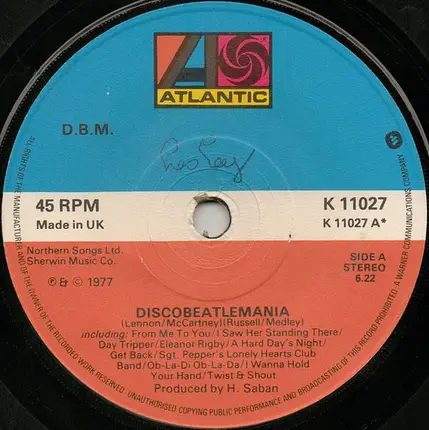 ATLANTIC
D.B.M.
45 RPM
Made in UK
K 11027
K 11027 A*
Northern Songs Ltd.
Sherwin Music Co.
℗ & © 1977
SIDE A
STEREO
6.22
DISCOBEATLEMANIA
(Lennon/McCartney)(Russell/Medley)
including: From Me To You/I Saw Her Standing There/
Day Tripper/Eleanor Rigby/A Hard Day's Night/
Get Back/Sgt. Pepper's Lonely Hearts Club
Band/Ob-La-Di Ob-La-Da/I Wanna Hold
Your Hand/Twist & Shout
Produced by H. Saban
ALL RIGHTS OF THE MANUFACTURER AND OF THE OWNER OF THE RECORDED WORK RESERVED UNAUTHORISED COPYING PUBLIC PERFORMANCE AND BROADCASTING OF THIS RECORD PROHIBITED · A WARNER COMMUNICATIONS COMPANY.